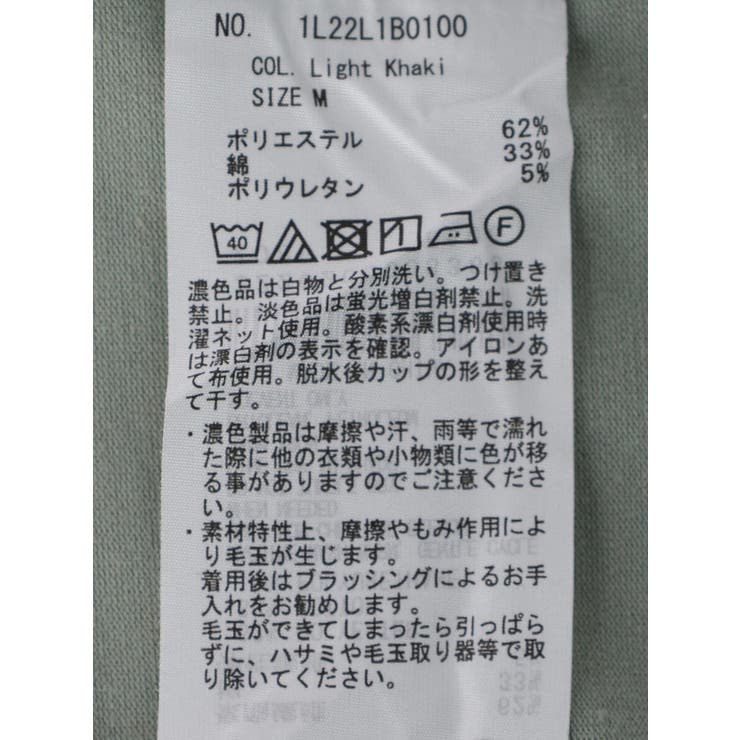 NO. 1L22L1B0100
COL. Light Khaki
SIZE M
ポリエステル 62%
綿 33%
ポリウレタン 5%
40 F
濃色品は白物と分別洗い。つけ置き
禁止。淡色品は蛍光増白剤禁止。洗
濯ネット使用。酸素系漂白剤使用時
は漂白剤の表示を確認。アイロンあ
て布使用。脱水後カップの形を整え
て干す。
・濃色製品は摩擦や汗、雨等で濡れ
た際に他の衣類や小物類に色が移
る事がありますのでご注意くださ
い。
・素材特性上、摩擦やもみ作用によ
り毛玉が生じます。
着用後はブラッシングによるお手
入れをお勧めします。
毛玉ができてしまったら引っぱら
ずに、ハサミや毛玉取り器等で取
り除いてください。